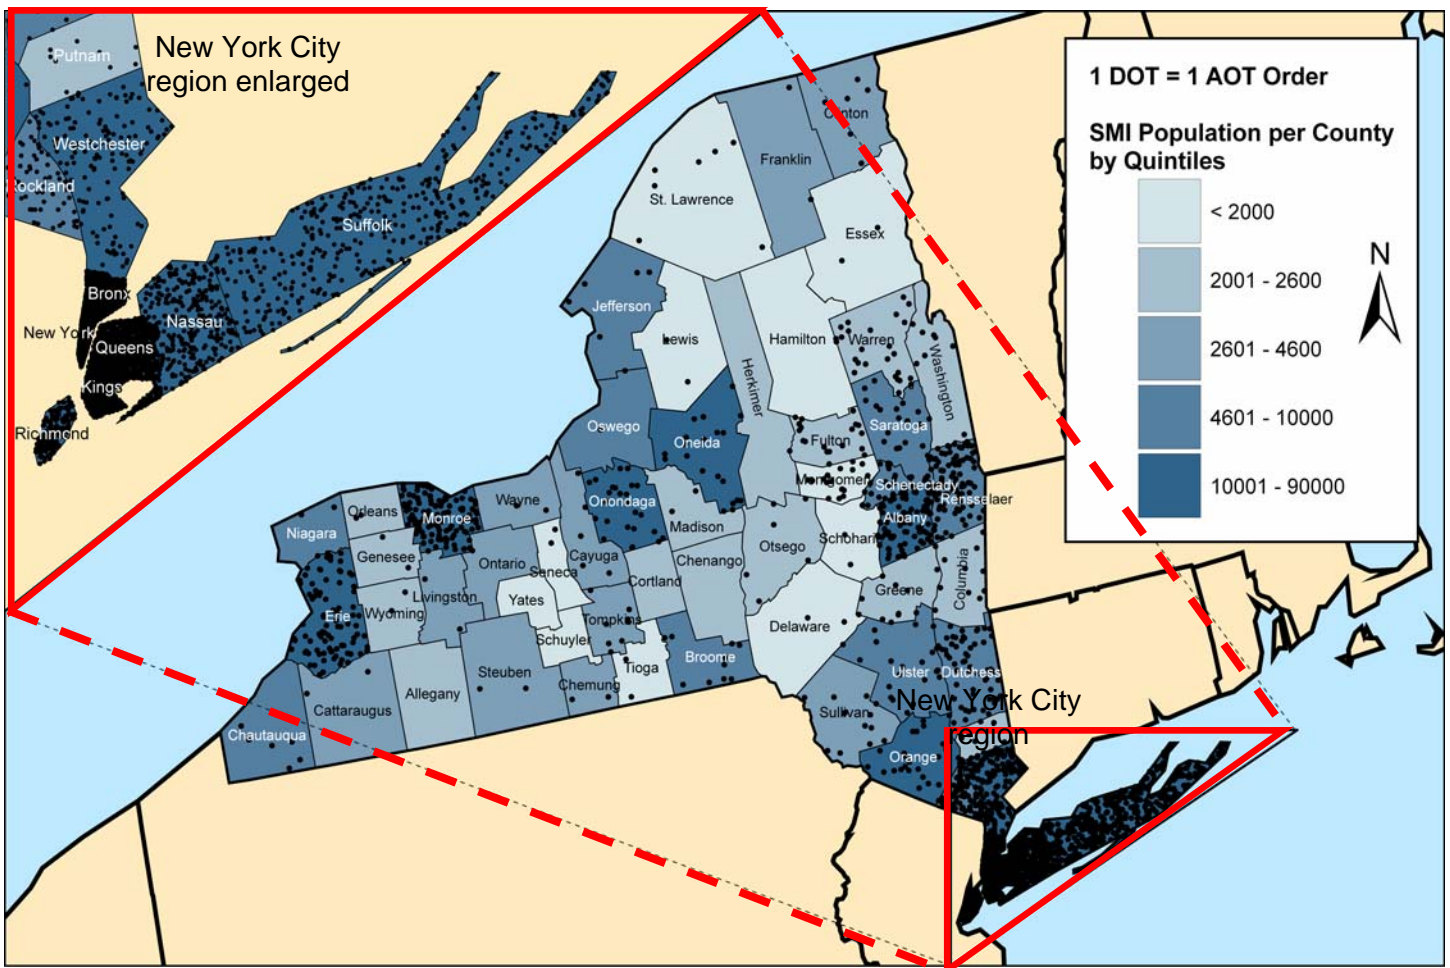 New York City
region enlarged
Putnam
Westchester
Rockland
Suffolk
Bronx
Nassau
New York
Queens
Kings
Richmond
1 DOT = 1 AOT Order
SMI Population per County
by Quintiles
< 2000
2001 - 2600
2601 - 4600
4601 - 10000
10001 - 90000
N
Clinton
Franklin
St. Lawrence
Essex
Jefferson
Lewis
Hamilton
Warren
Washington
Herkimer
Oswego
Oneida
Fulton
Saratoga
Montgomery
Schenectady
Rensselaer
Albany
Schoharie
Wayne
Onondaga
Madison
Otsego
Orleans
Monroe
Niagara
Genesee
Ontario
Seneca
Cayuga
Cortland
Chenango
Greene
Columbia
Erie
Wyoming
Livingston
Yates
Tompkins
Schuyler
Delaware
Steuben
Chemung
Tioga
Broome
Ulster
Dutchess
Allegany
Cattaraugus
Chautauqua
Sullivan
Orange
New York City
region